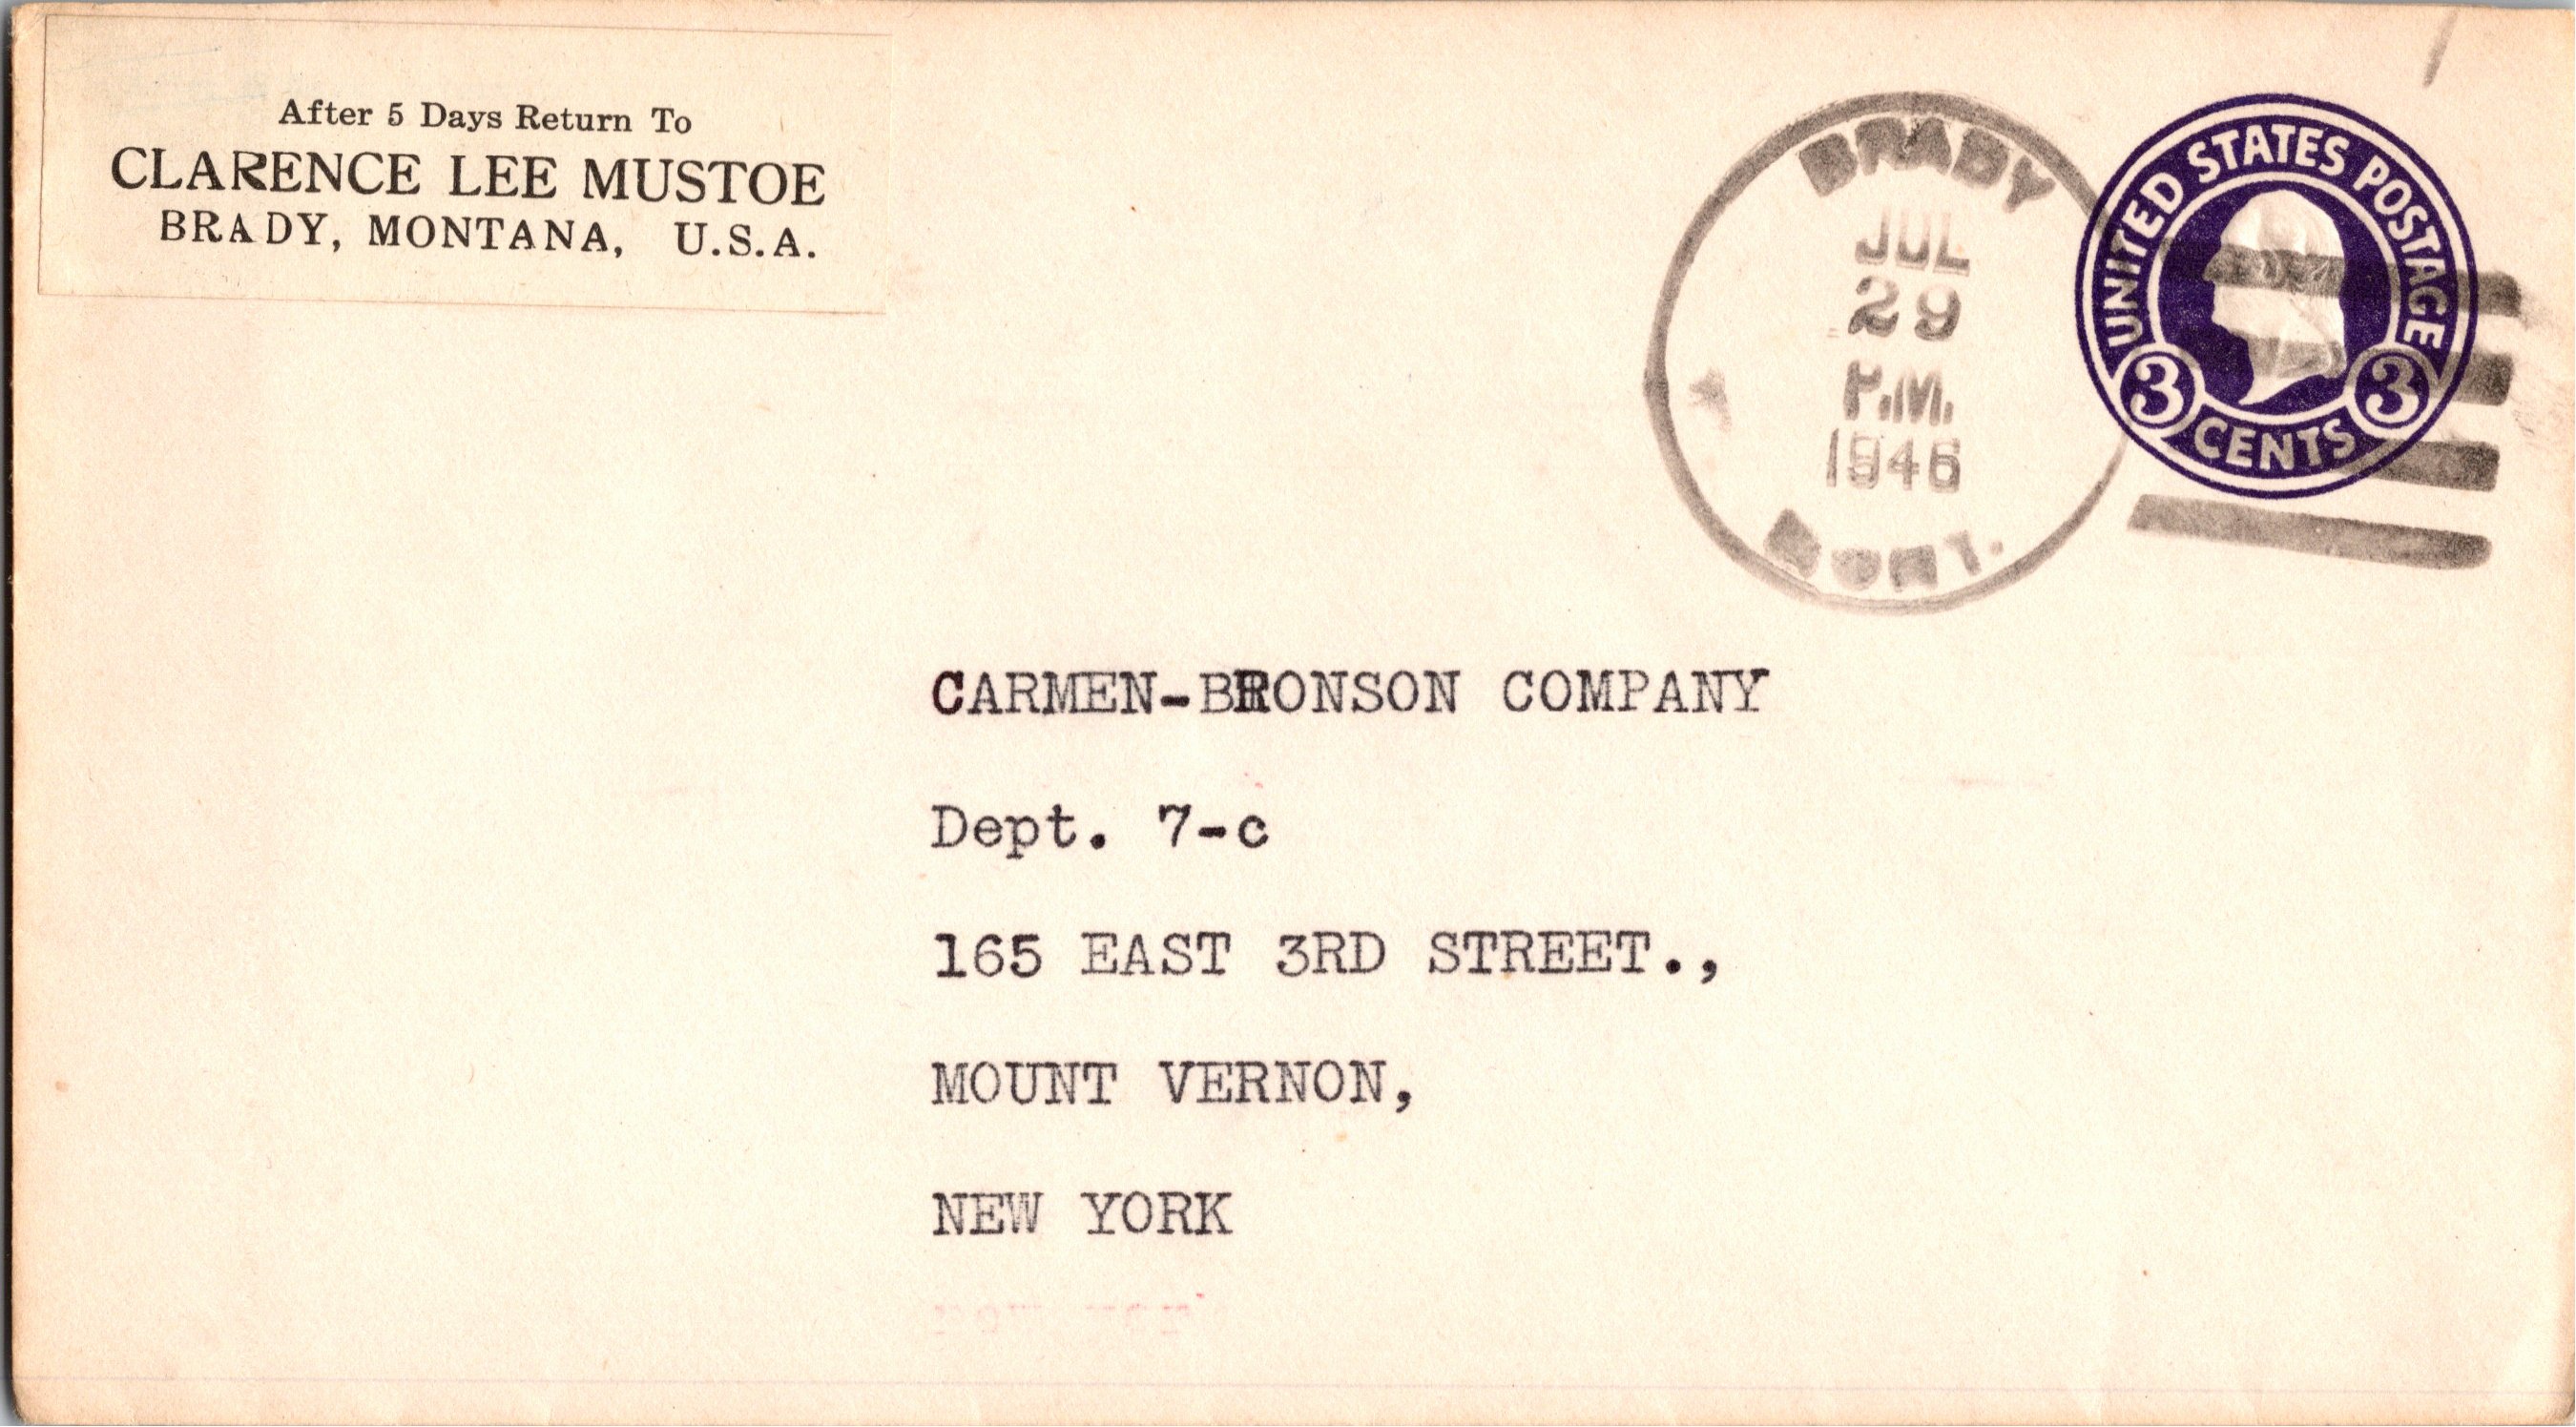 After 5 Days Return To
CLARENCE LEE MUSTOE
BRADY, MONTANA, U.S.A.
BRADY
JUL
29
P.M.
1946
MONT.
UNITED STATES POSTAGE
3 CENTS 3
CARMEN-BRONSON COMPANY
Dept. 7-c
165 EAST 3RD STREET.,
MOUNT VERNON,
NEW YORK